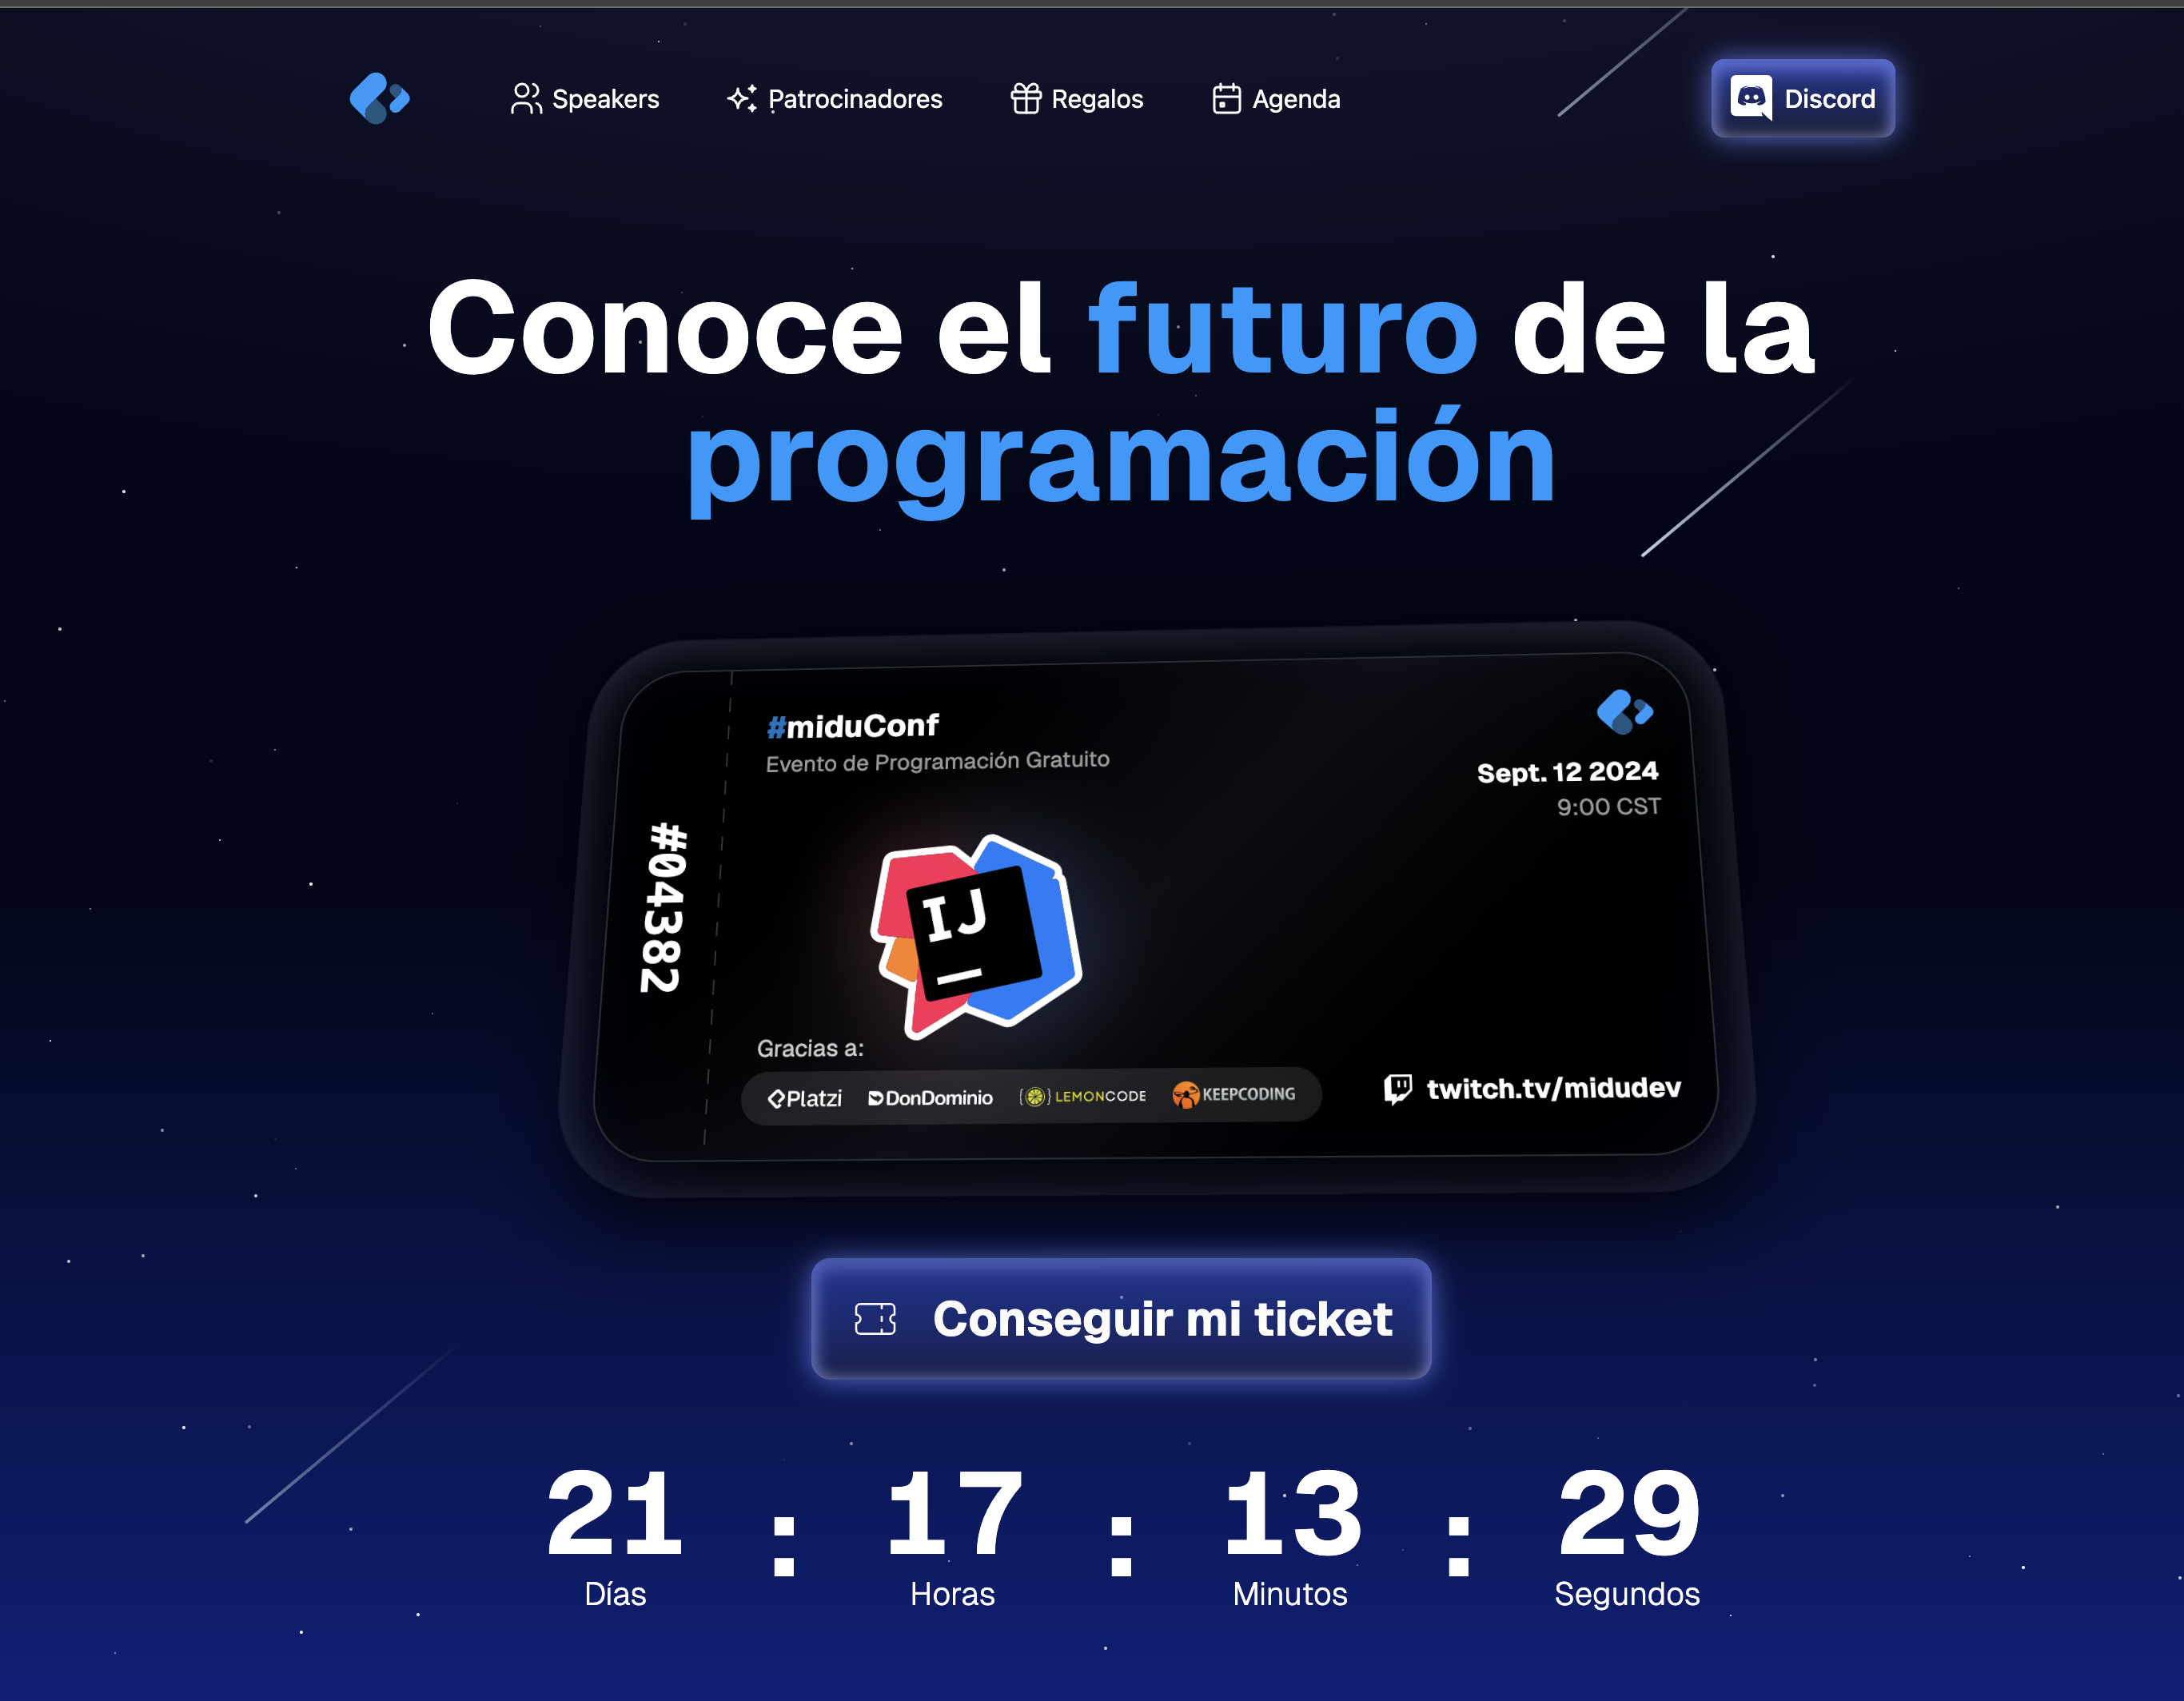 Speakers
Patrocinadores
Regalos
Agenda
Discord
Conoce el futuro de la
programación
#miduConf
Evento de Programación Gratuito
Sept. 12 2024
9:00 CST
#04382
IJ
Gracias a:
Platzi
DonDominio
{LEMONCODE
KEEPCODING
twitch.tv/midudev
Conseguir mi ticket
21 : 17 : 13 : 29
Días Horas Minutos Segundos